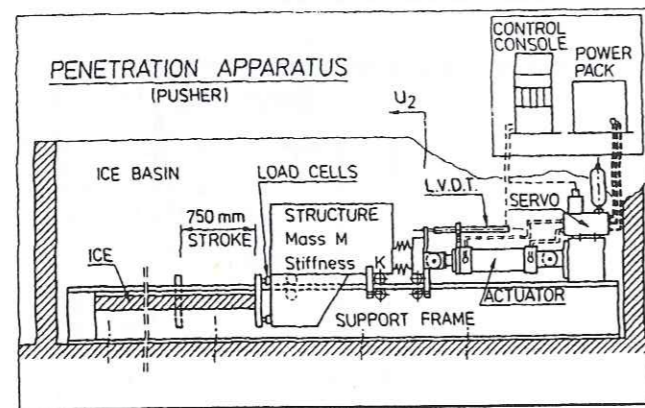 PENETRATION APPARATUS
(PUSHER)
CONTROL
CONSOLE
POWER
PACK
U₂
ICE BASIN
LOAD CELLS
L.V.D.T.
SERVO
750 mm
STROKE
STRUCTURE
Mass M
Stiffness K
ICE
ACTUATOR
SUPPORT FRAME